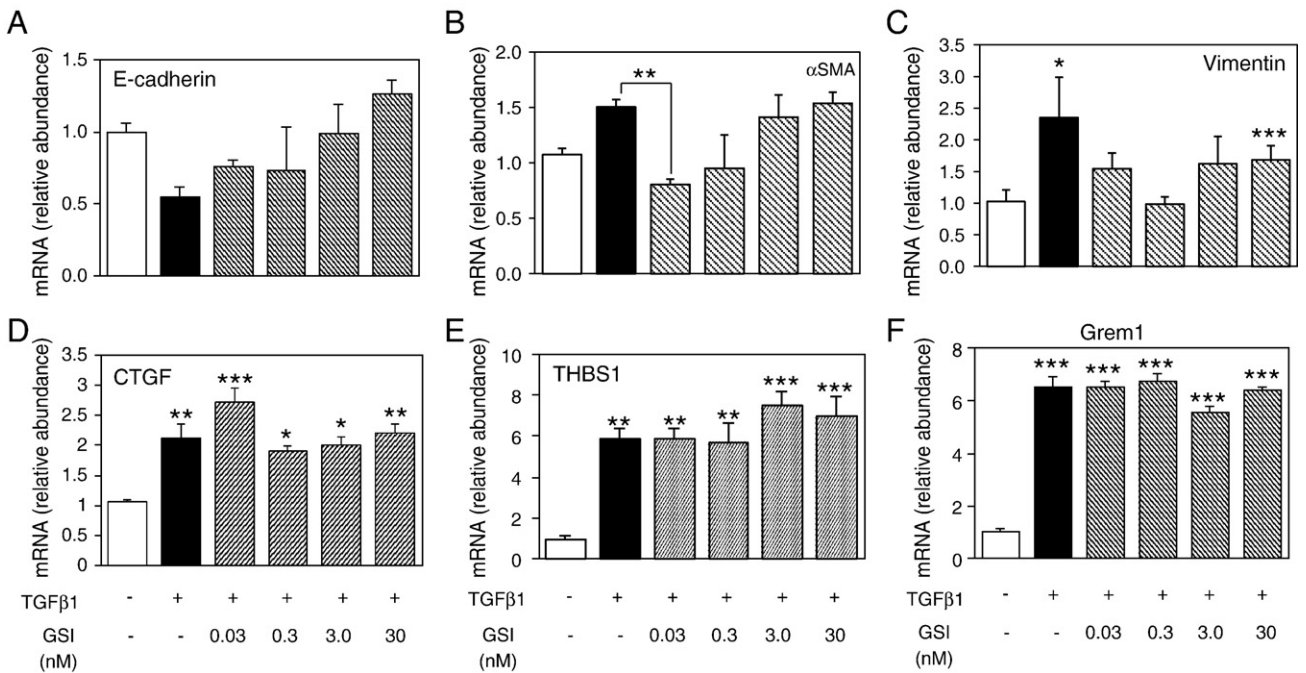 A
B
C
mRNA (relative abundance)
1.5
1.0
0.5
0.0
E-cadherin
mRNA (relative abundance)
2.0
1.5
1.0
0.5
0.0
**
αSMA
mRNA (relative abundance)
3.5
3.0
2.5
2.0
1.5
1.0
0.5
0.0
Vimentin
*
***
D
E
F
mRNA (relative abundance)
3.5
3
2.5
2
1.5
1
0.5
0
CTGF
**
***
*
*
**
mRNA (relative abundance)
10
8
6
4
2
0
THBS1
**
**
**
***
***
Grem1
mRNA (relative abundance)
8
6
4
2
0
***
***
***
***
***
TGFβ1 - + + + + +
GSI - - 0.03 0.3 3.0 30
(nM)
TGFβ1 - + + + + +
GSI - - 0.03 0.3 3.0 30
(nM)
TGFβ1 - + + + + +
GSI - - 0.03 0.3 3.0 30
(nM)